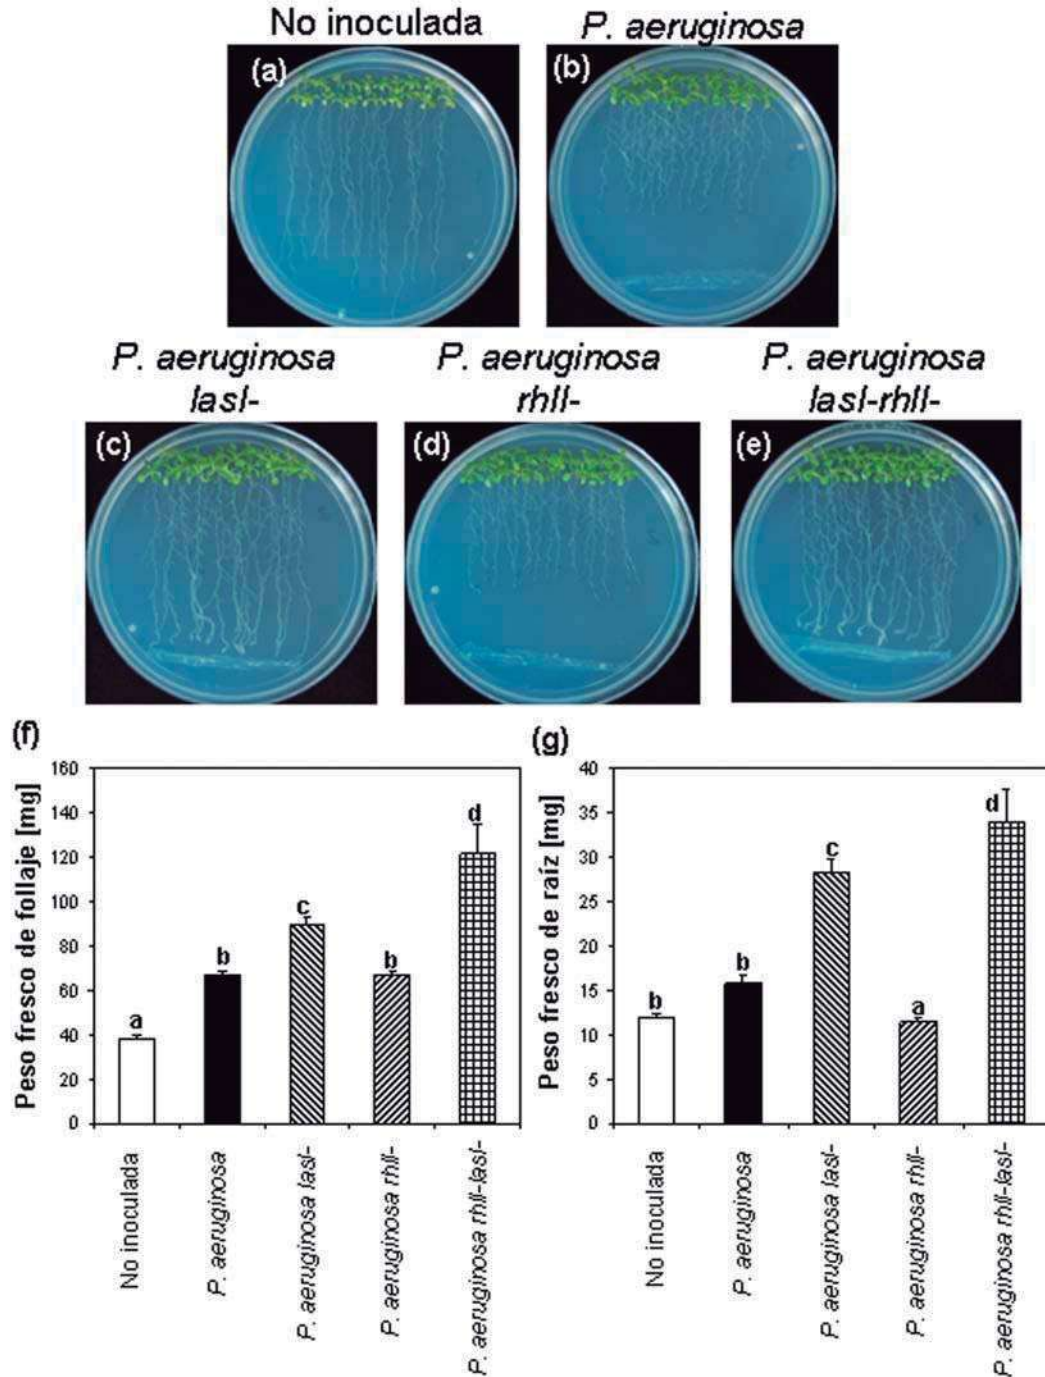 No inoculada
P. aeruginosa
(a)
(b)
P. aeruginosa
lasI-
P. aeruginosa
rhlI-
P. aeruginosa
lasI-rhlI-
(c)
(d)
(e)
(f)
Peso fresco de follaje [mg]
160
140
120
100
80
60
40
20
0
a
b
c
b
d
No inoculada
P. aeruginosa
P. aeruginosa lasI-
P. aeruginosa rhlI-
P. aeruginosa rhlI-lasI-
(g)
Peso fresco de raíz [mg]
40
35
30
25
20
15
10
5
0
b
b
c
a
d
No inoculada
P. aeruginosa
P. aeruginosa lasI-
P. aeruginosa rhlI-
P. aeruginosa rhlI-lasI-